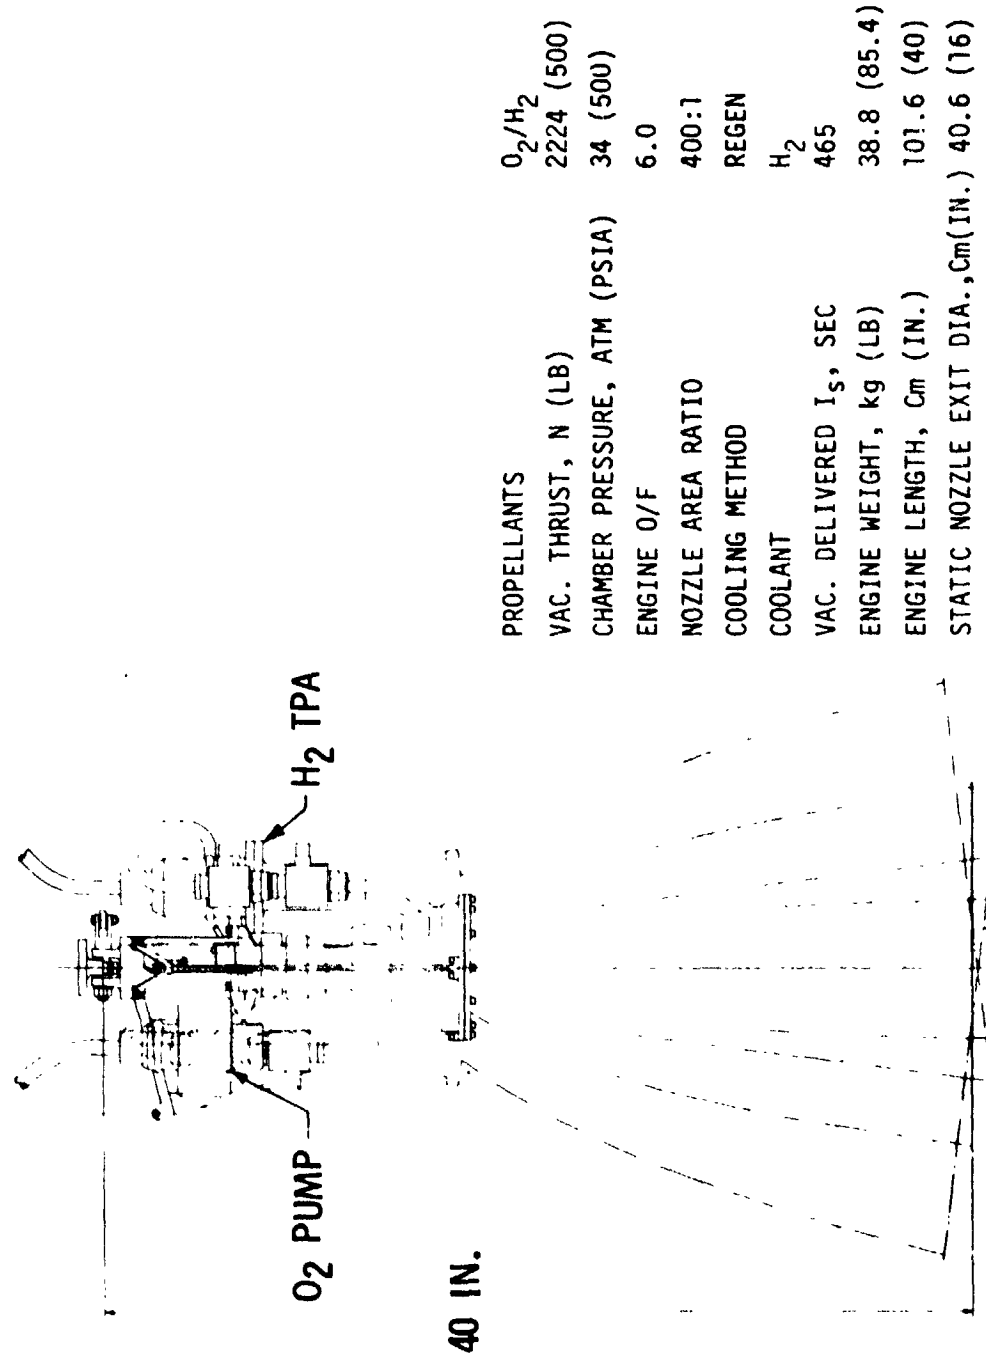 O2 PUMP
H2 TPA
40 IN.
PROPELLANTS O2/H2
VAC. THRUST, N (LB) 2224 (500)
CHAMBER PRESSURE, ATM (PSIA) 34 (500)
ENGINE O/F 6.0
NOZZLE AREA RATIO 400:1
COOLING METHOD REGEN
COOLANT H2
VAC. DELIVERED IS, SEC 465
ENGINE WEIGHT, kg (LB) 38.8 (85.4)
ENGINE LENGTH, Cm (IN.) 101.6 (40)
STATIC NOZZLE EXIT DIA.,Cm(IN.) 40.6 (16)